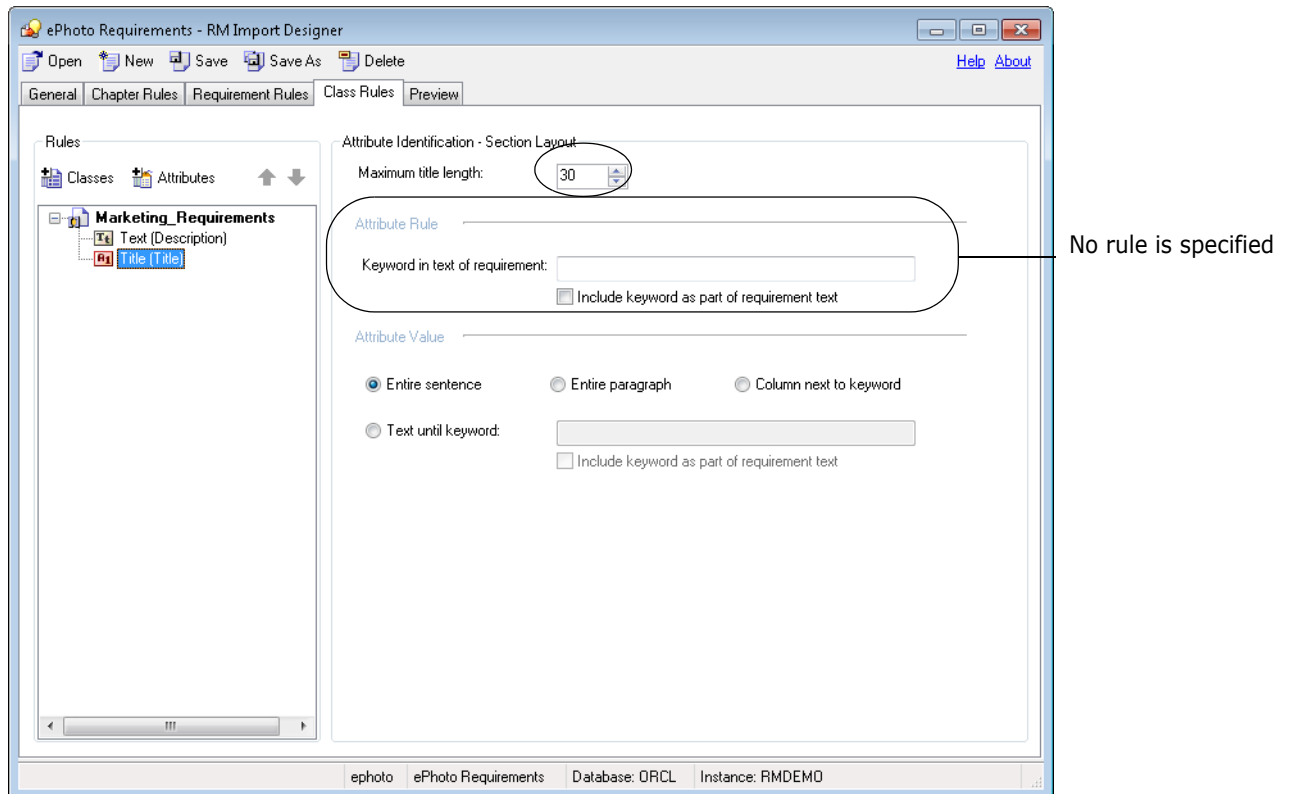 ePhoto Requirements - RM Import Designer
Open New Save Save As Delete Help About
General Chapter Rules Requirement Rules Class Rules Preview
Rules
Classes Attributes
Marketing_Requirements
Text (Description)
Title (Title)
Attribute Identification - Section Layout
Maximum title length: 30
Attribute Rule
Keyword in text of requirement:
Include keyword as part of requirement text
Attribute Value
Entire sentence Entire paragraph Column next to keyword
Text until keyword:
Include keyword as part of requirement text
No rule is specified
ephoto ePhoto Requirements Database: ORCL Instance: RMDEMO